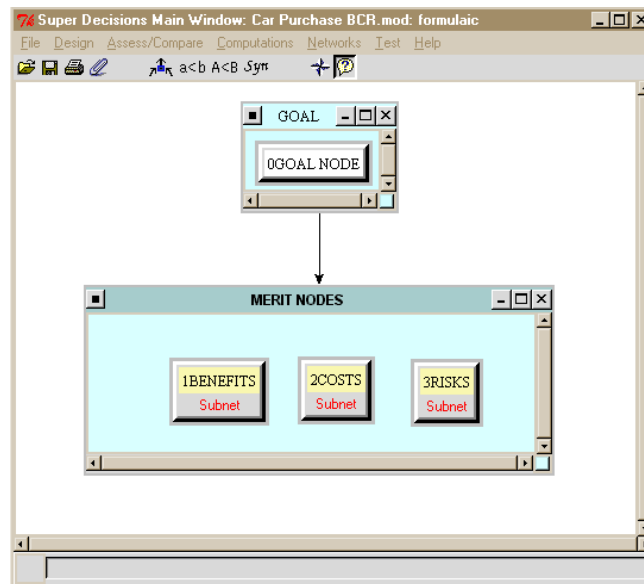 Super Decisions Main Window: Car Purchase BCR.mod: formulaic
File Design Assess/Compare Computations Networks Test Help
a<b A<B Syn
GOAL
0GOAL NODE
MERIT NODES
1BENEFITS
Subnet
2COSTS
Subnet
3RISKS
Subnet